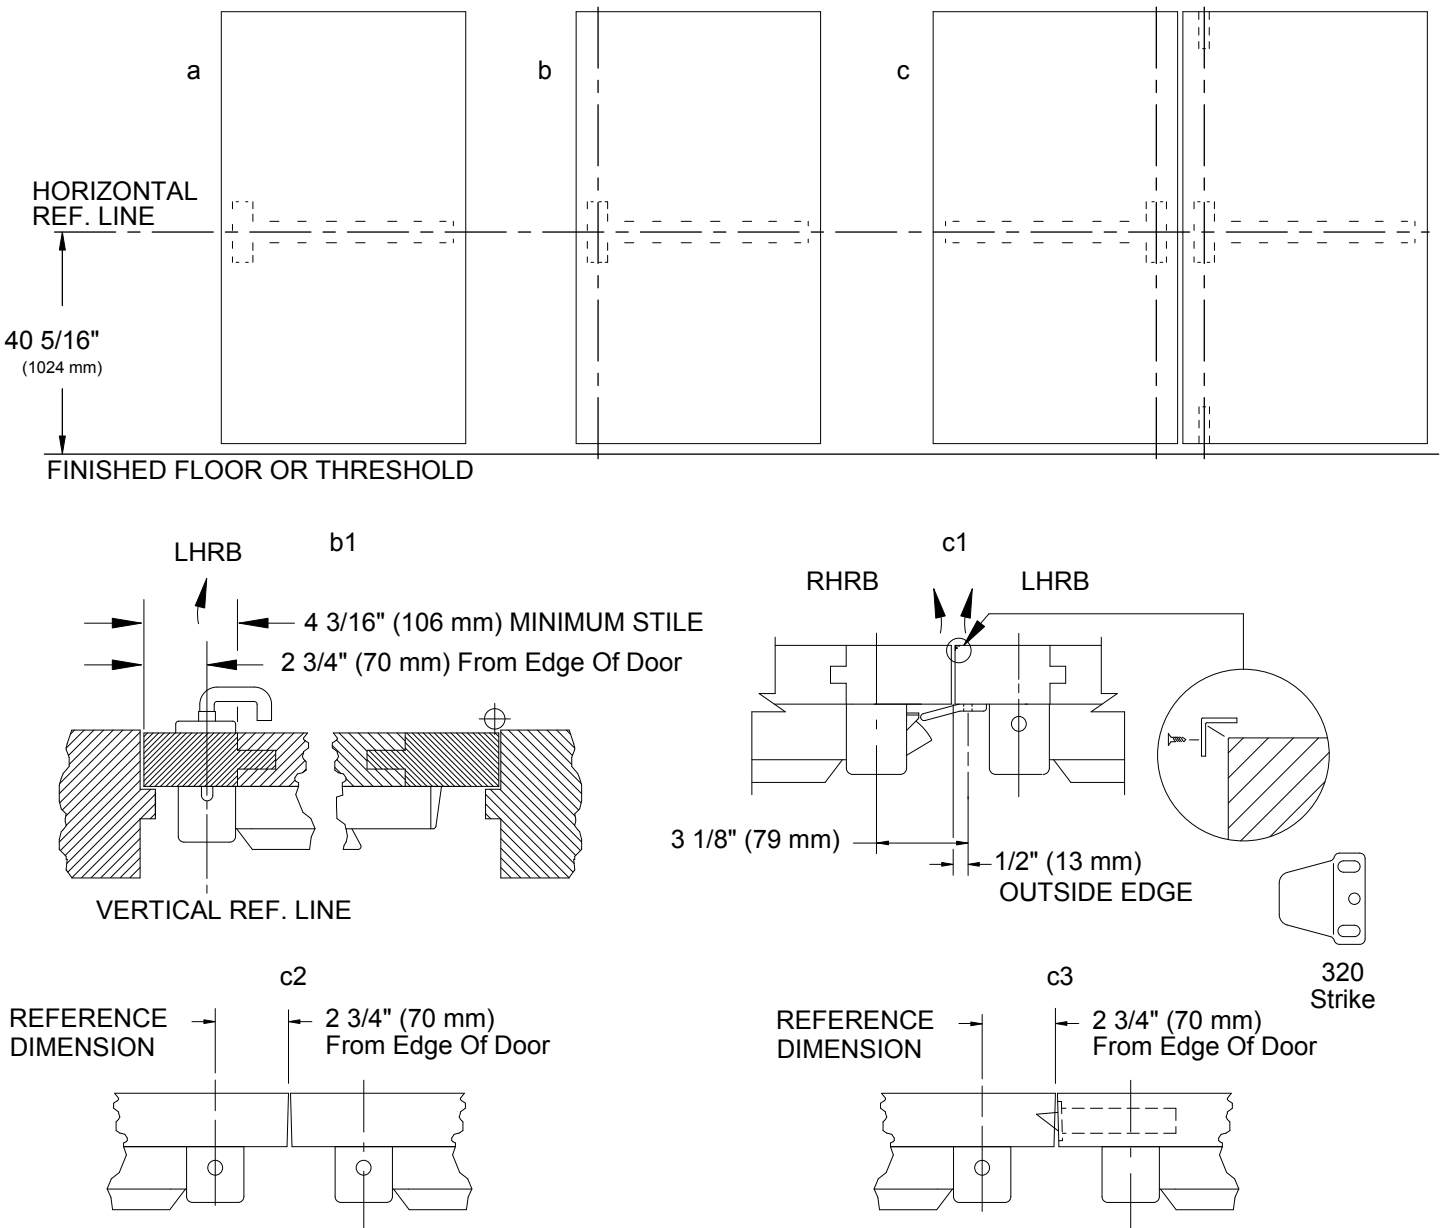 a
b
c
HORIZONTAL
REF. LINE
40 5/16"
(1024 mm)
FINISHED FLOOR OR THRESHOLD
b1
LHRB
4 3/16" (106 mm) MINIMUM STILE
2 3/4" (70 mm) From Edge Of Door
VERTICAL REF. LINE
c1
RHRB
LHRB
3 1/8" (79 mm)
1/2" (13 mm)
OUTSIDE EDGE
320
Strike
c2
REFERENCE
DIMENSION
2 3/4" (70 mm)
From Edge Of Door
c3
REFERENCE
DIMENSION
2 3/4" (70 mm)
From Edge Of Door